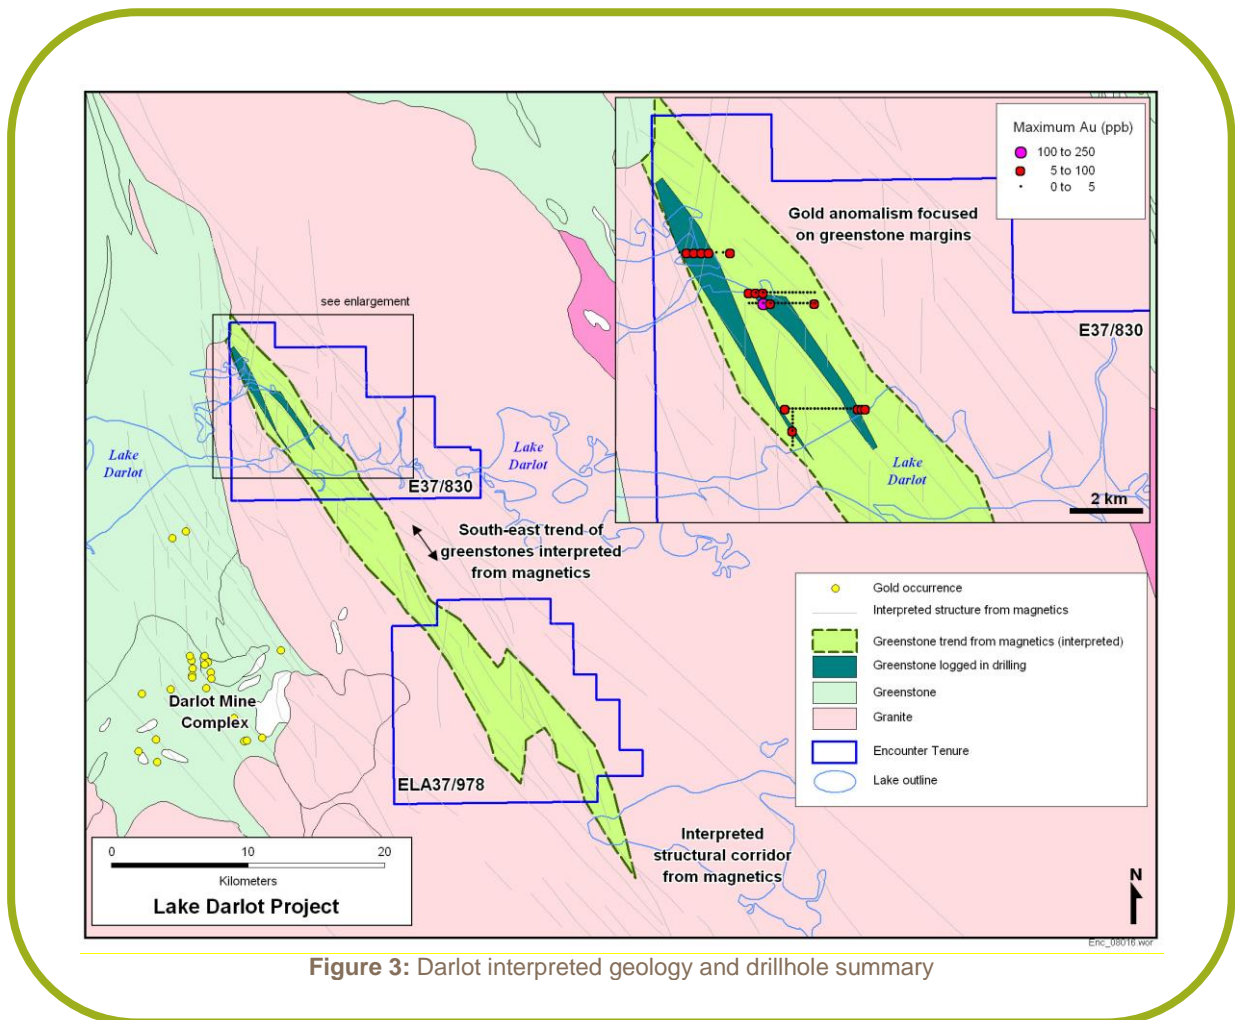 Maximum Au (ppb)
100 to 250
5 to 100
0 to 5
Gold anomalism focused
on greenstone margins
see enlargement
E37/830
Lake
Darlot
Lake
Darlot
Lake
Darlot
2 km
E37/830
South-east trend of
greenstones interpreted
from magnetics
Gold occurrence
Interpreted structure from magnetics
Greenstone trend from magnetics (interpreted)
Greenstone logged in drilling
Greenstone
Granite
Encounter Tenure
Lake outline
Darlot Mine
Complex
ELA37/978
Interpreted
structural corridor
from magnetics
0 10 20
Kilometers
Lake Darlot Project
N
Enc_08016.wor
Figure 3: Darlot interpreted geology and drillhole summary